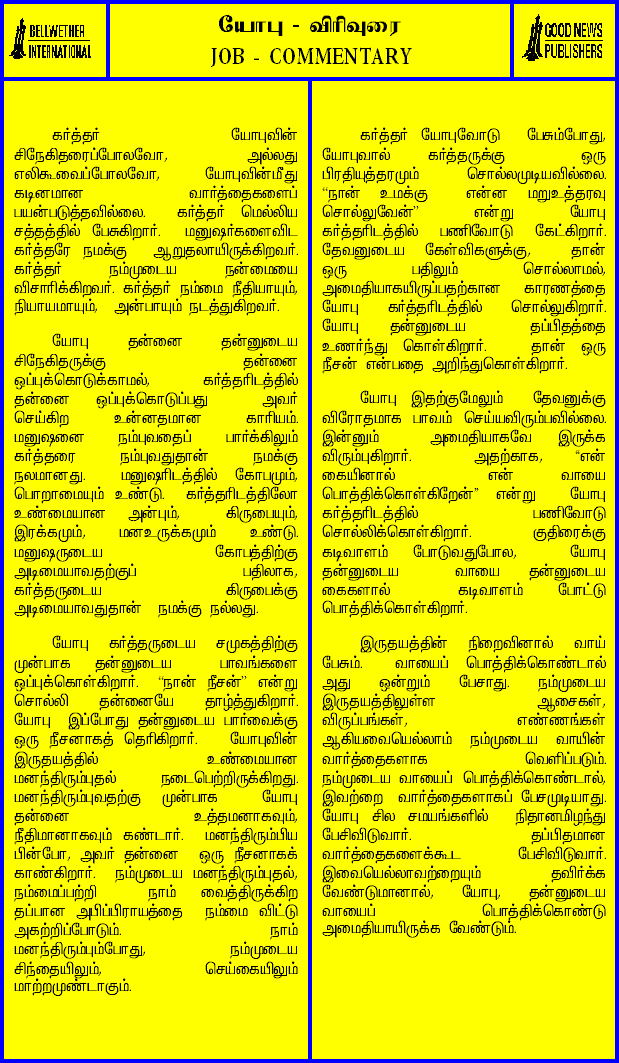 BELLWETHER
INTERNATIONAL
யோபு - விரிவுரை
JOB - COMMENTARY
GOOD NEWS
PUBLISHERS
கர்த்தர் யோபுவின்
சிநேகிதரைப்போலவோ, அல்லது
எலிகூவைப்போலவோ, யோபுவின்மீது
கடினமான வார்த்தைகளைப்
பயன்படுத்தவில்லை. கர்த்தர் மெல்லிய
சத்தத்தில் பேசுகிறார். மனுஷர்களைவிட
கர்த்தரே நமக்கு ஆறுதலாயிருக்கிறவர்.
கர்த்தர் நம்முடைய நன்மையை
விசாரிக்கிறவர். கர்த்தர் நம்மை நீதியாயும்,
நியாயமாயும், அன்பாயும் நடத்துகிறவர்.
யோபு தன்னை தன்னுடைய
சிநேகிதருக்கு தன்னை
ஒப்புக்கொடுக்காமல், கர்த்தரிடத்தில்
தன்னை ஒப்புக்கொடுப்பது அவர்
செய்கிற உன்னதமான காரியம்.
மனுஷனை நம்புவதைப் பார்க்கிலும்
கர்த்தரை நம்புவதுதான் நமக்கு
நலமானது. மனுஷரிடத்தில் கோபமும்,
பொறாமையும் உண்டு. கர்த்தரிடத்திலோ
உண்மையான அன்பும், கிருபையும்,
இரக்கமும், மனஉருக்கமும் உண்டு.
மனுஷருடைய கோபத்திற்கு
அடிமையாவதற்குப் பதிலாக,
கர்த்தருடைய கிருபைக்கு
அடிமையாவதுதான் நமக்கு நல்லது.
யோபு கர்த்தருடைய சமுகத்திற்கு
முன்பாக தன்னுடைய பாவங்களை
ஒப்புக்கொள்கிறார். “நான் நீசன்” என்று
சொல்லி தன்னையே தாழ்த்துகிறார்.
யோபு இப்போது தன்னுடைய பார்வைக்கு
ஒரு நீசனாகத் தெரிகிறார். யோபுவின்
இருதயத்தில் உண்மையான
மனந்திரும்புதல் நடைபெற்றிருக்கிறது.
மனந்திரும்புவதற்கு முன்பாக யோபு
தன்னை உத்தமனாகவும்,
நீதிமானாகவும் கண்டார். மனந்திரும்பிய
பின்போ, அவர் தன்னை ஒரு நீசனாகக்
காண்கிறார். நம்முடைய மனந்திரும்புதல்,
நம்மைப்பற்றி நாம் வைத்திருக்கிற
தப்பான அபிப்பிராயத்தை நம்மை விட்டு
அகற்றிப்போடும். நாம்
மனந்திரும்பும்போது, நம்முடைய
சிந்தையிலும், செய்கையிலும்
மாற்றமுண்டாகும்.
கர்த்தர் யோபுவோடு பேசும்போது,
யோபுவால் கர்த்தருக்கு ஒரு
பிரதியுத்தரமும் சொல்லமுடியவில்லை.
“நான் உமக்கு என்ன மறுஉத்தரவு
சொல்லுவேன்” என்று யோபு
கர்த்தரிடத்தில் பணிவோடு கேட்கிறார்.
தேவனுடைய கேள்விகளுக்கு, தான்
ஒரு பதிலும் சொல்லாமல்,
அமைதியாகயிருப்பதற்கான காரணத்தை
யோபு கர்த்தரிடத்தில் சொல்லுகிறார்.
யோபு தன்னுடைய தப்பிதத்தை
உணர்ந்து கொள்கிறார். தான் ஒரு
நீசன் என்பதை அறிந்துகொள்கிறார்.
யோபு இதற்குமேலும் தேவனுக்கு
விரோதமாக பாவம் செய்யவிரும்பவில்லை.
இன்னும் அமைதியாகவே இருக்க
விரும்புகிறார். அதற்காக, “என்
கையினால் என் வாயை
பொத்திக்கொள்கிறேன்” என்று யோபு
கர்த்தரிடத்தில் பணிவோடு
சொல்லிக்கொள்கிறார். குதிரைக்கு
கடிவாளம் போடுவதுபோல, யோபு
தன்னுடைய வாயை தன்னுடைய
கைகளால் கடிவாளம் போட்டு
பொத்திக்கொள்கிறார்.
இருதயத்தின் நிறைவினால் வாய்
பேசும். வாயைப் பொத்திக்கொண்டால்
அது ஒன்றும் பேசாது. நம்முடைய
இருதயத்திலுள்ள ஆசைகள்,
விருப்பங்கள், எண்ணங்கள்
ஆகியவையெல்லாம் நம்முடைய வாயின்
வார்த்தைகளாக வெளிப்படும்.
நம்முடைய வாயைப் பொத்திக்கொண்டால்,
இவற்றை வார்த்தைகளாகப் பேசமுடியாது.
யோபு சில சமயங்களில் நிதானமிழந்து
பேசிவிடுவார். தப்பிதமான
வார்த்தைகளைக்கூட பேசிவிடுவார்.
இவையெல்லாவற்றையும் தவிர்க்க
வேண்டுமானால், யோபு, தன்னுடைய
வாயைப் பொத்திக்கொண்டு
அமைதியாயிருக்க வேண்டும்.